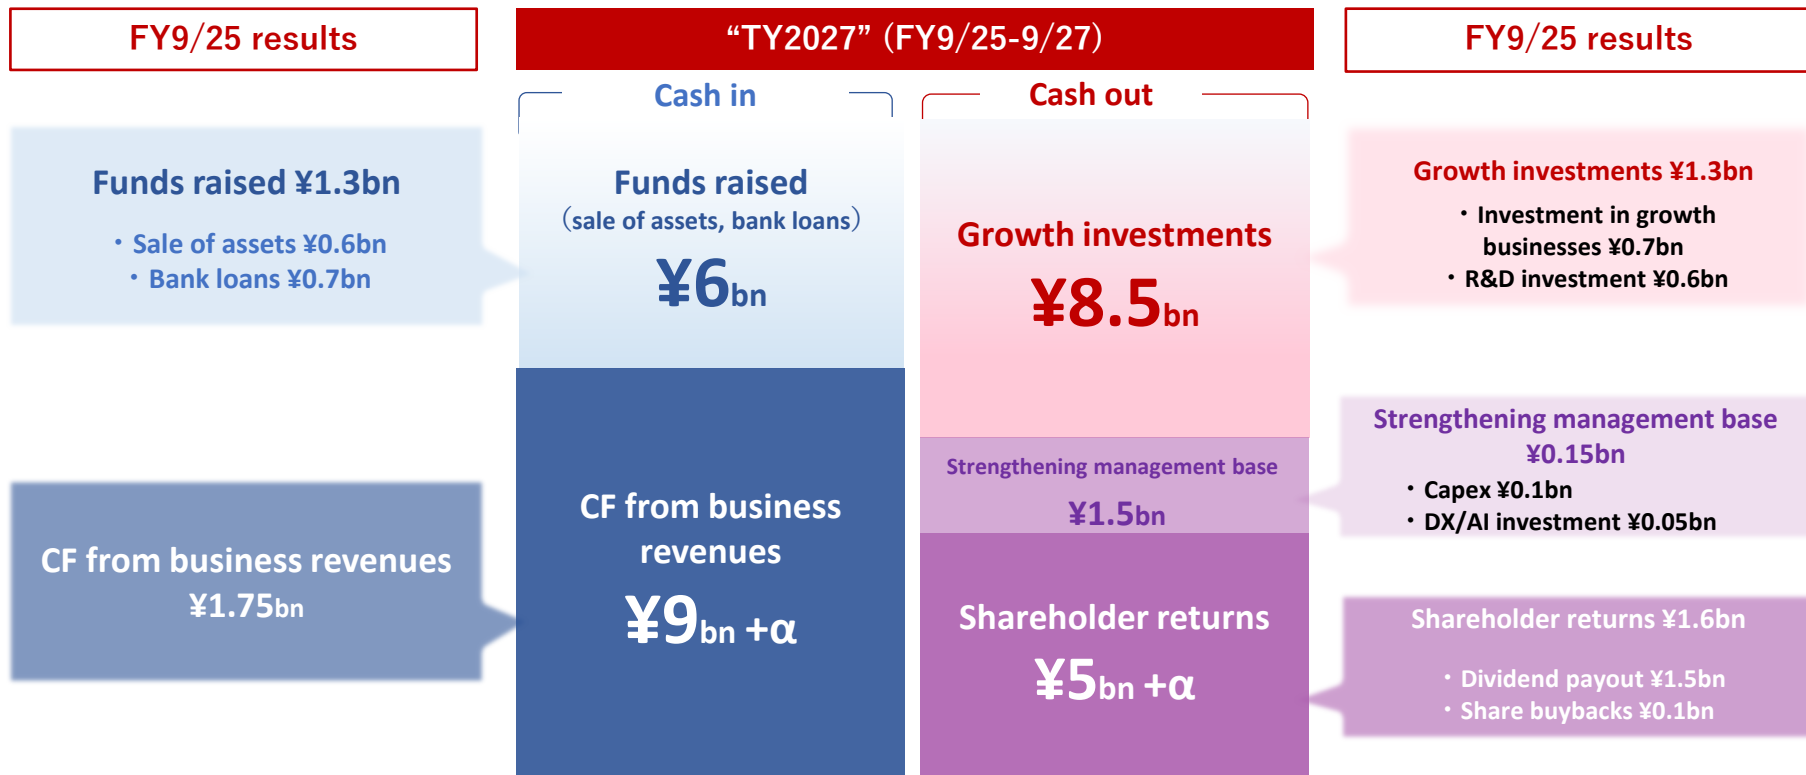 FY9/25 results
“TY2027” (FY9/25-9/27)
FY9/25 results
Cash in
Cash out
Funds raised ¥1.3bn
・Sale of assets ¥0.6bn
・Bank loans ¥0.7bn
CF from business revenues
¥1.75bn
Funds raised
（sale of assets, bank loans）
¥6bn
CF from business
revenues
¥9bn +α
Growth investments
¥8.5bn
Strengthening management base
¥1.5bn
Shareholder returns
¥5bn +α
Growth investments ¥1.3bn
・Investment in growth
businesses ¥0.7bn
・R&D investment ¥0.6bn
Strengthening management base
¥0.15bn
・Capex ¥0.1bn
・DX/AI investment ¥0.05bn
Shareholder returns ¥1.6bn
・Dividend payout ¥1.5bn
・Share buybacks ¥0.1bn